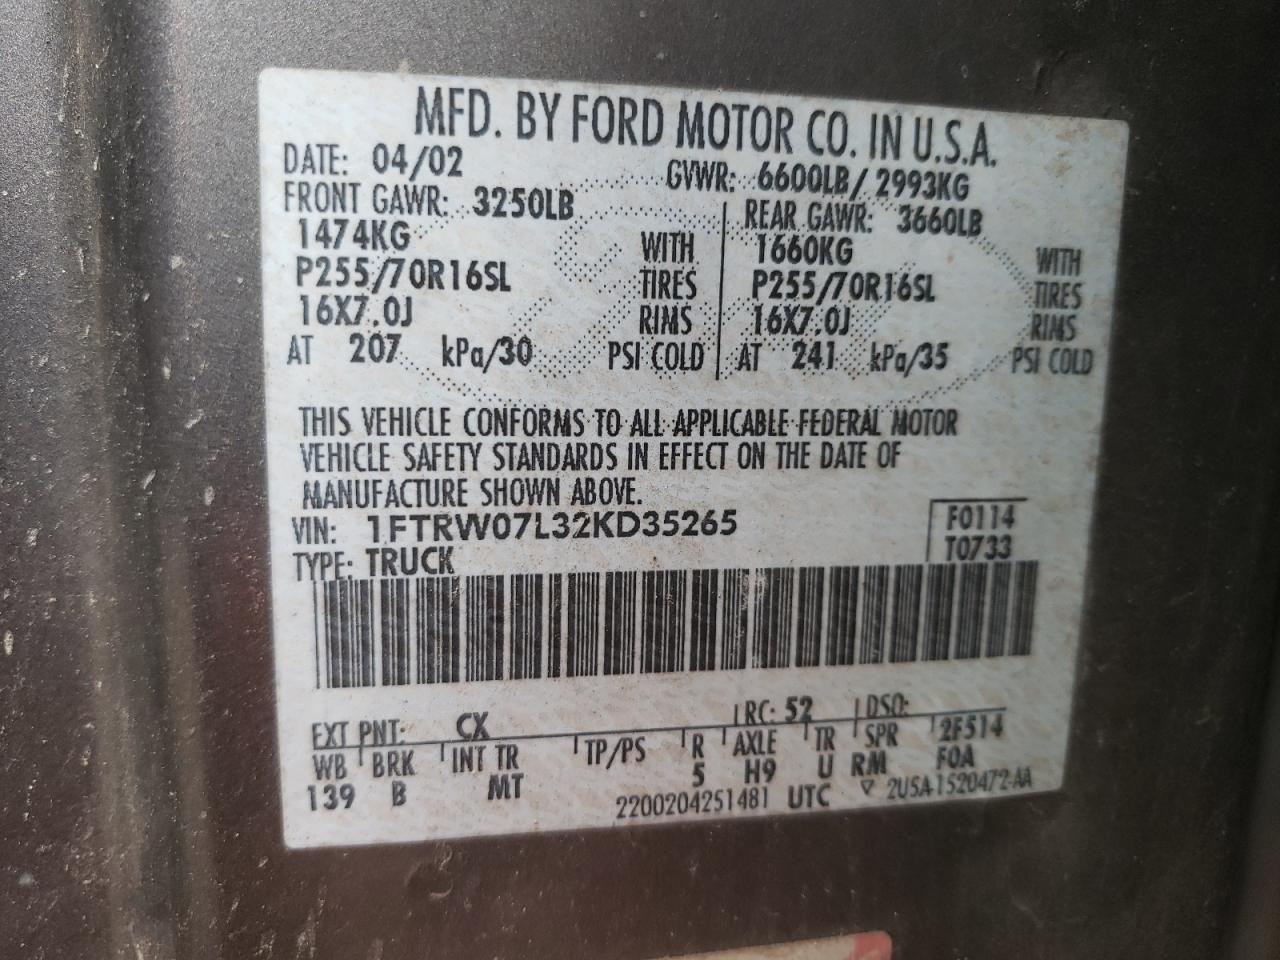 MFD. BY FORD MOTOR CO. IN U.S.A.
DATE: 04/02 GVWR: 6600LB/ 2993KG
FRONT GAWR: 3250LB REAR GAWR: 3660LB
1474KG WITH 1660KG WITH
P255/70R16SL TIRES P255/70R16SL TIRES
16X7.0J RIMS 16X7.0J RIMS
AT 207 kPa/30 PSI COLD AT 241 kPa/35 PSI COLD
THIS VEHICLE CONFORMS TO ALL APPLICABLE FEDERAL MOTOR
VEHICLE SAFETY STANDARDS IN EFFECT ON THE DATE OF
MANUFACTURE SHOWN ABOVE.
VIN: 1FTRW07L32KD35265 F0114
TYPE: TRUCK T0733
EXT PNT: CX RC: 52 DSO:
WB BRK INT TR TP/PS R AXLE TR SPR 2F514
139 B MT 5 H9 U RM FOA
2200204251481 UTC ▽ 2USA-1520472-AA